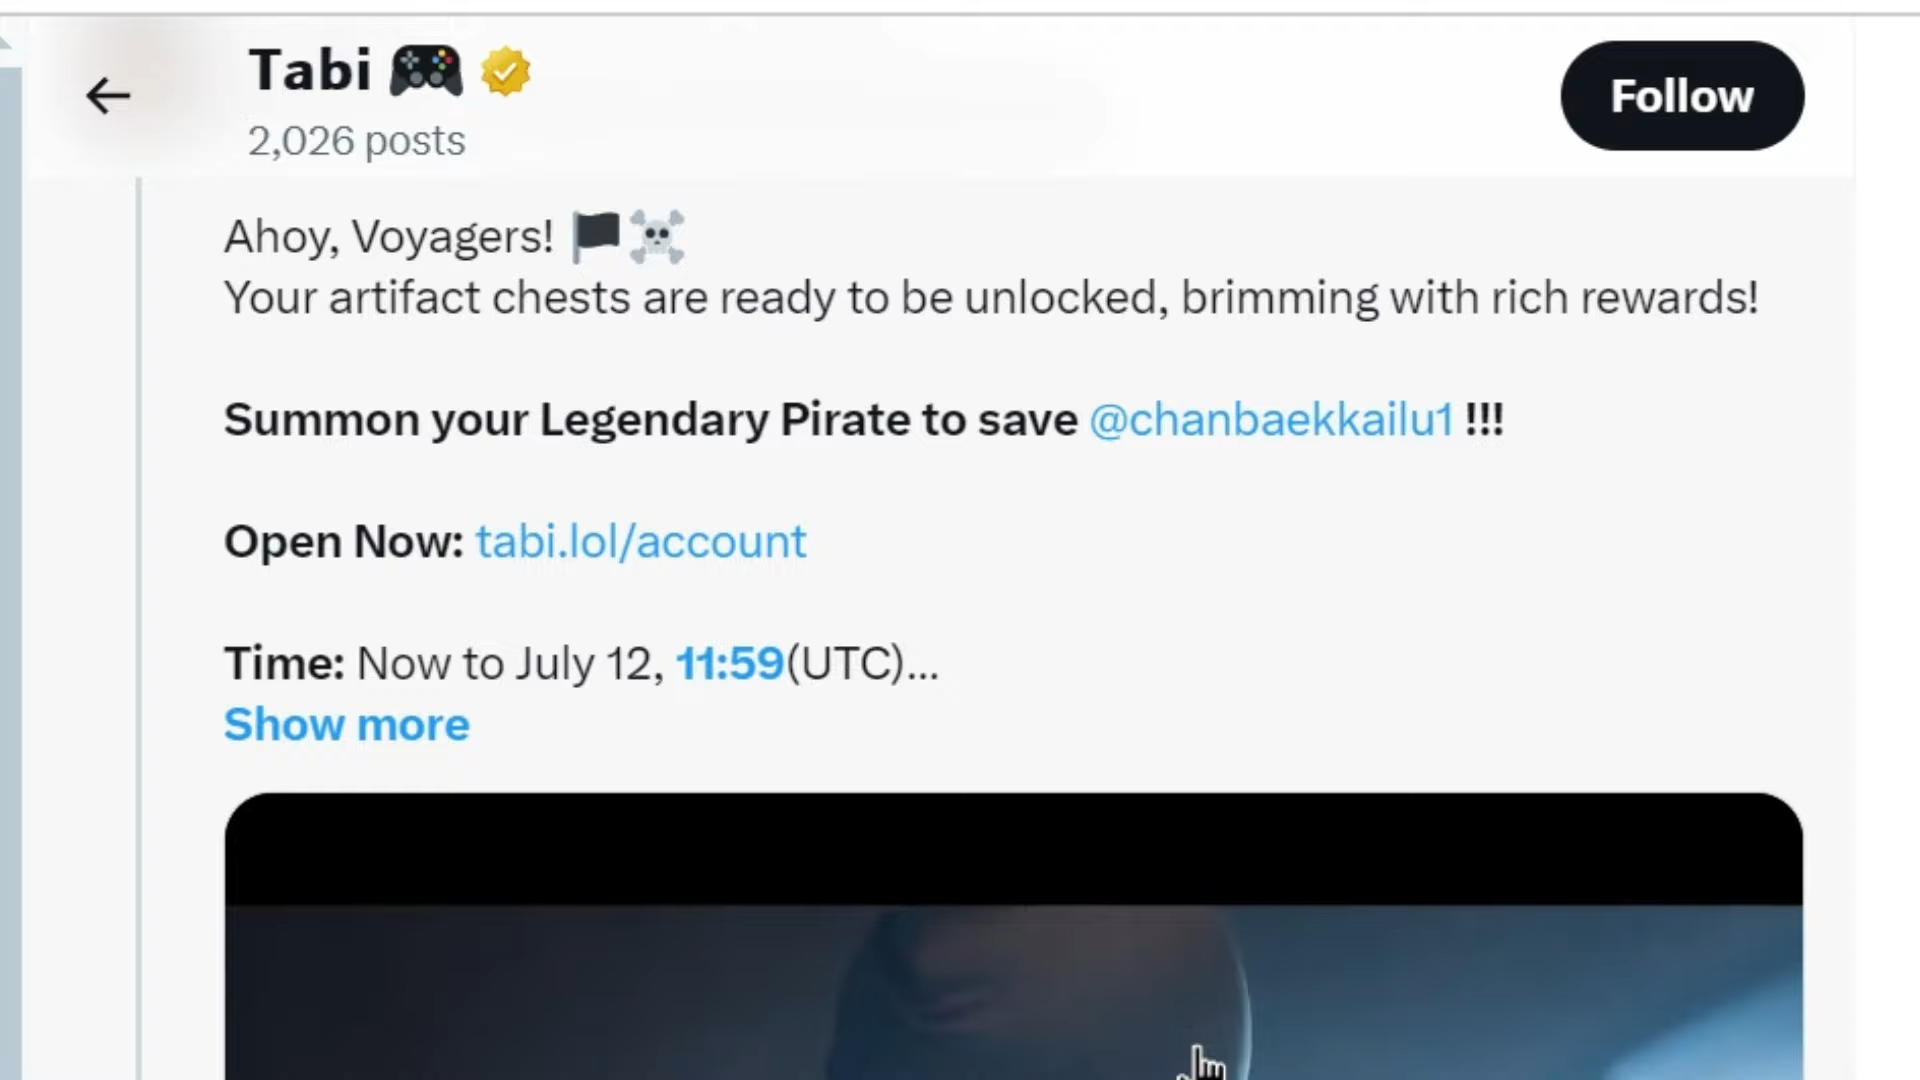 Tabi 🎮
2,026 posts
Follow
Ahoy, Voyagers! 🏴☠️
Your artifact chests are ready to be unlocked, brimming with rich rewards!
Summon your Legendary Pirate to save @chanbaekkailu1 !!!
Open Now: tabi.lol/account
Time: Now to July 12, 11:59(UTC)...
Show more